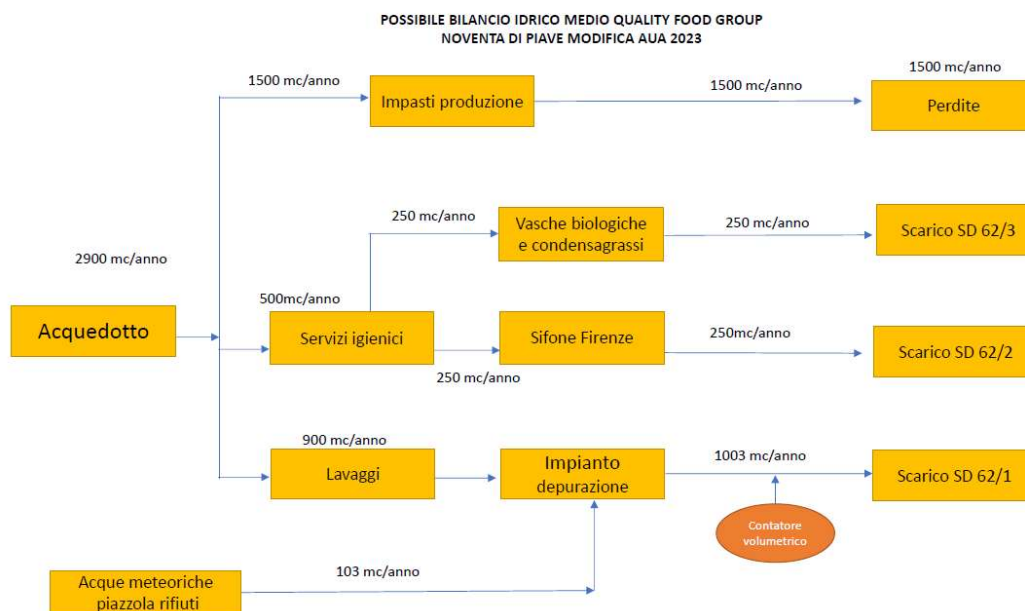 POSSIBILE BILANCIO IDRICO MEDIO QUALITY FOOD GROUP
NOVENTA DI PIAVE MODIFICA AUA 2023
1500 mc/anno
Impasti produzione
1500 mc/anno
1500 mc/anno
Perdite
250 mc/anno
Vasche biologiche
e condensagrassi
250 mc/anno
Scarico SD 62/3
2900 mc/anno
Acquedotto
500mc/anno
Servizi igienici
250 mc/anno
Sifone Firenze
250mc/anno
Scarico SD 62/2
900 mc/anno
Lavaggi
Impianto
depurazione
1003 mc/anno
Scarico SD 62/1
Contatore
volumetrico
Acque meteoriche
piazzola rifiuti
103 mc/anno